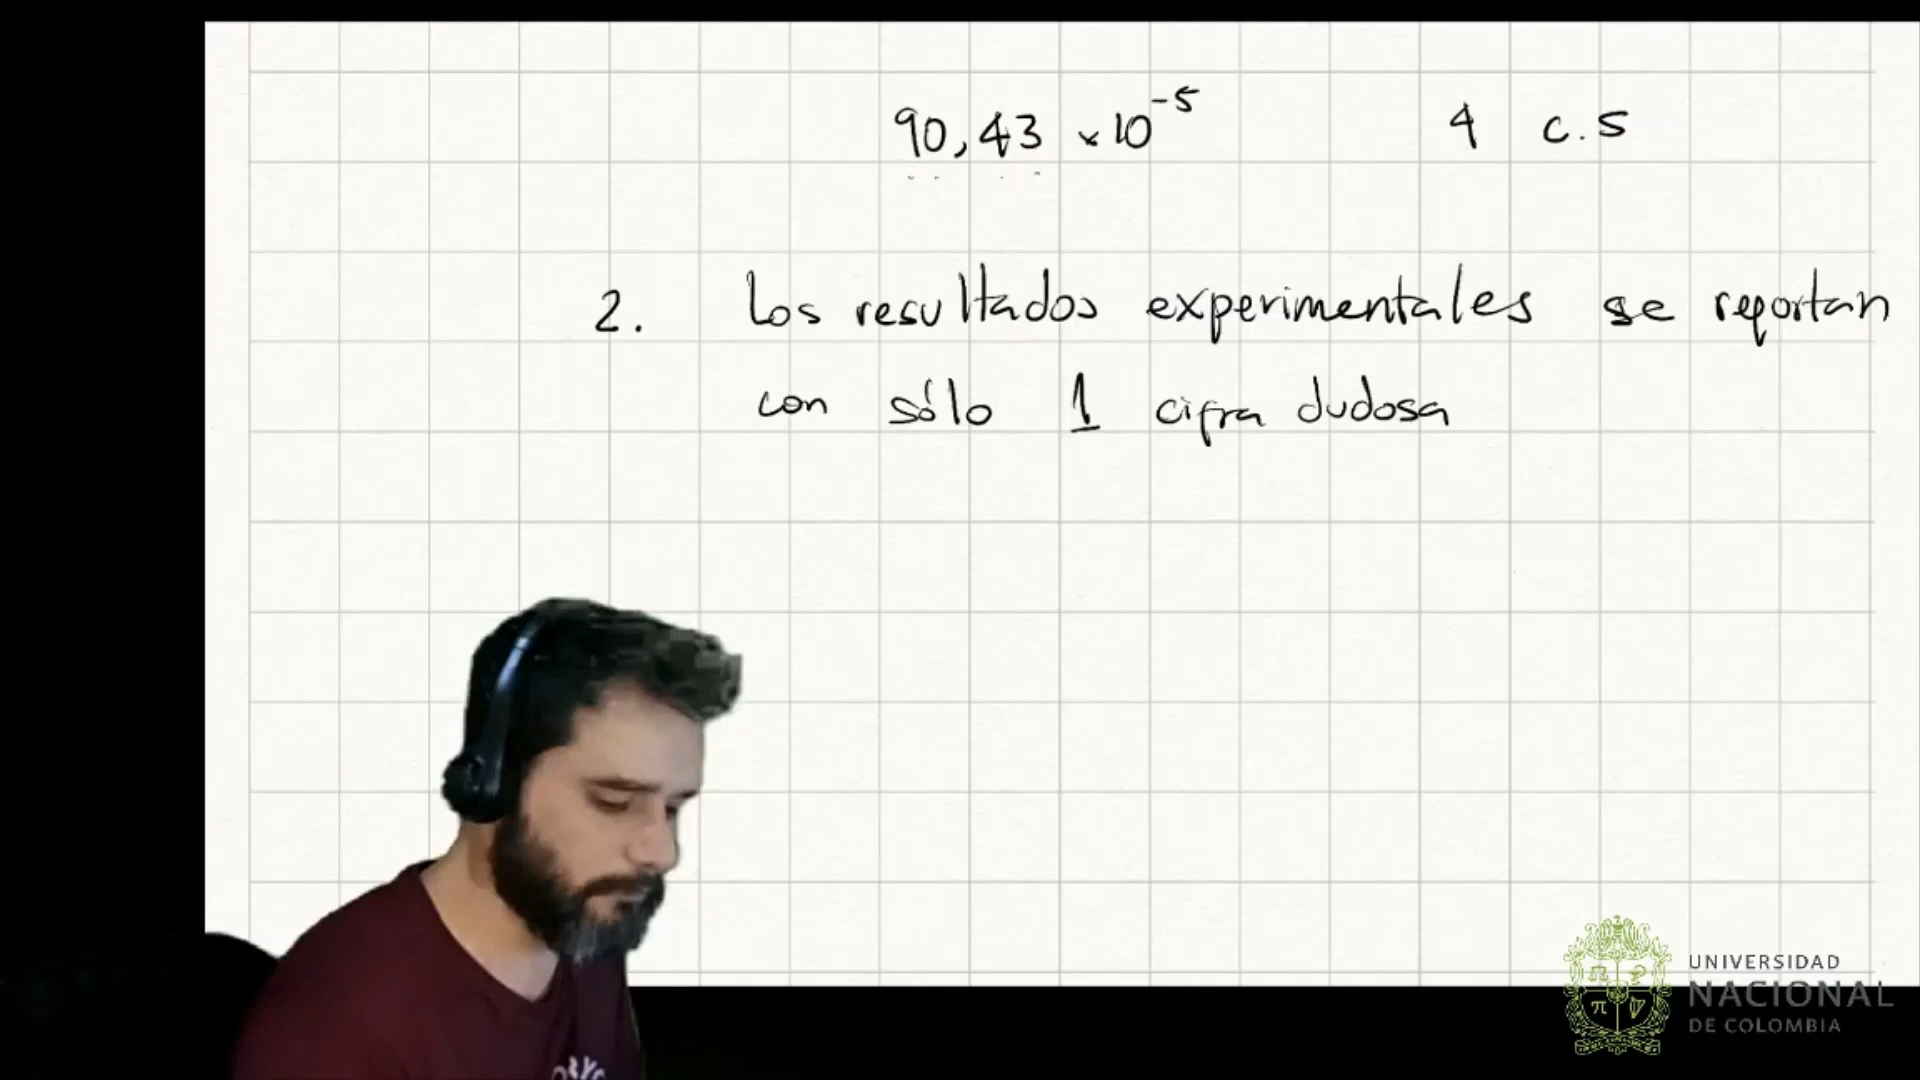 90,43 ×10⁻⁵ 4 c.s
2. Los resultados experimentales se reportan
con sólo 1 cifra dudosa
UNIVERSIDAD
NACIONAL
DE COLOMBIA